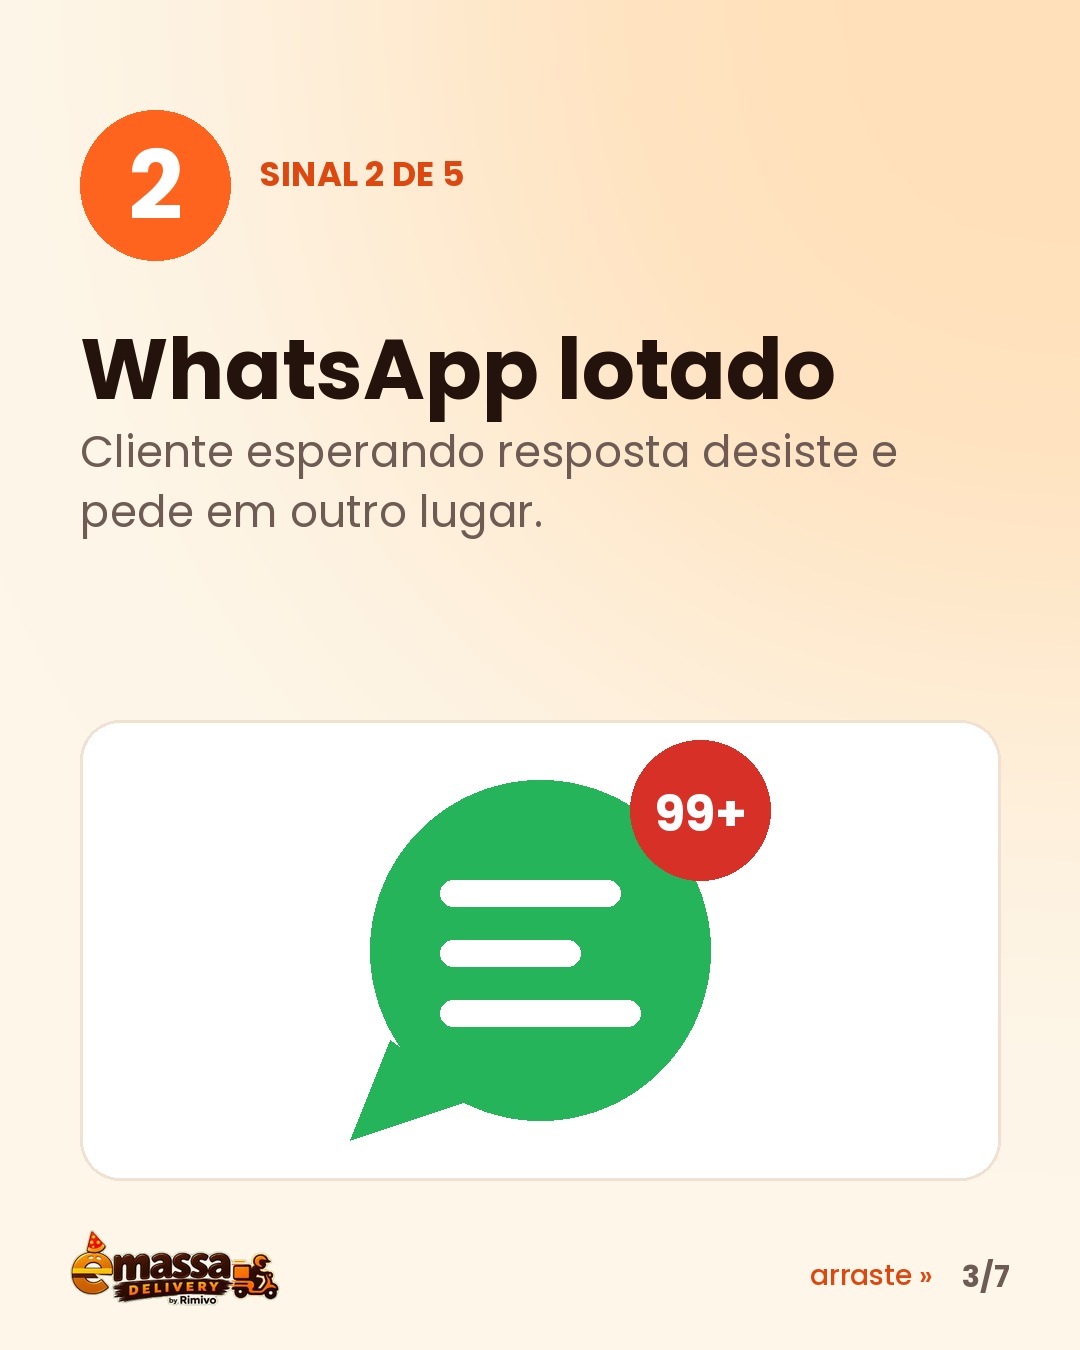 2
SINAL 2 DE 5
WhatsApp lotado
Cliente esperando resposta desiste e
pede em outro lugar.
99+
êmassa
DELIVERY
by Rimivo
arraste »
3/7